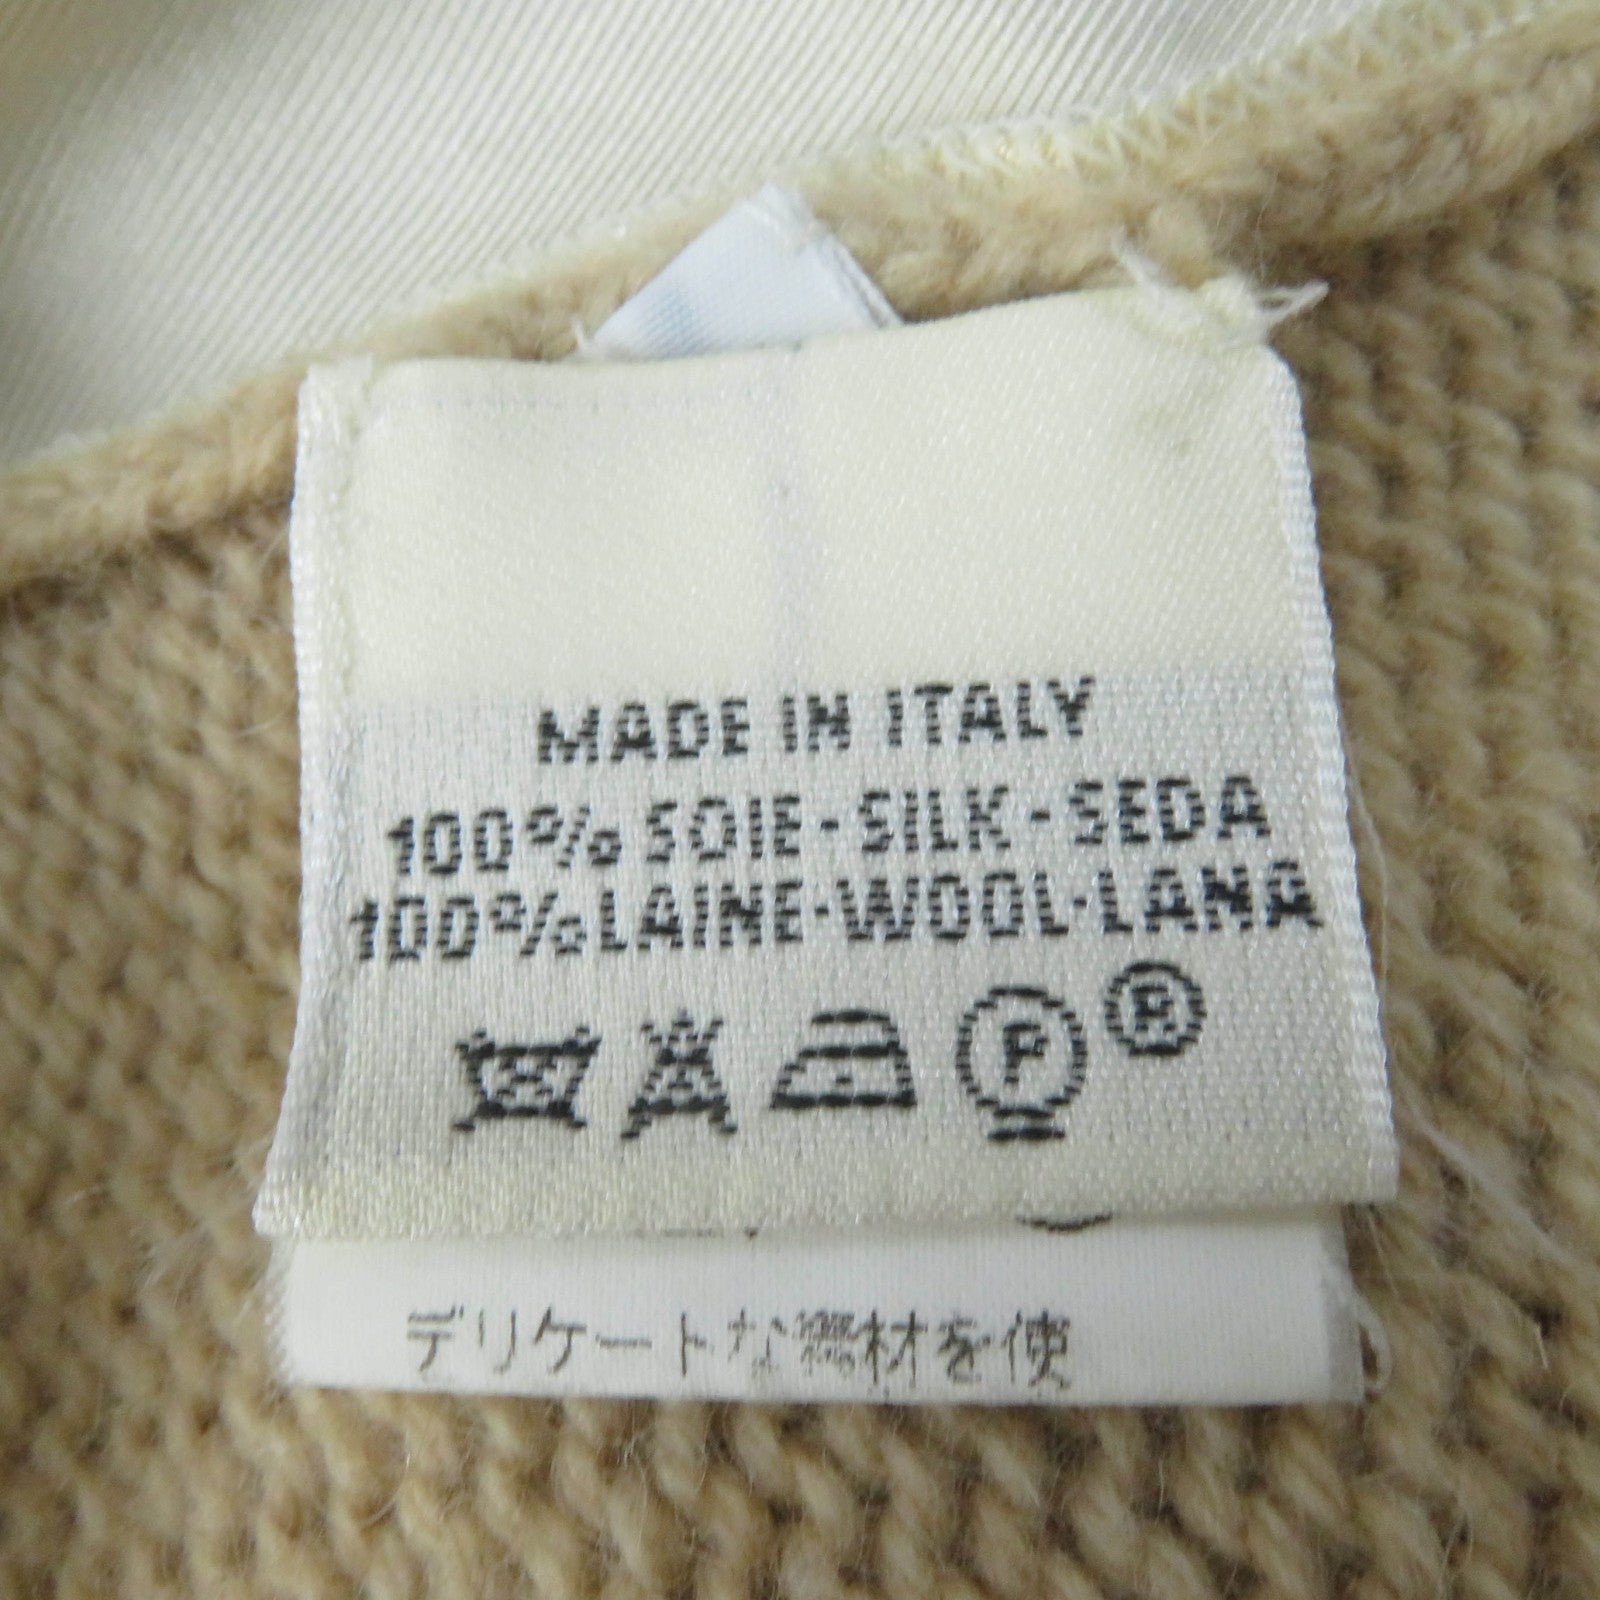 MADE IN ITALY
100% SOIE - SILK - SEDA
100% LAINE - WOOL - LANA
P ®
デリケートな素材を使